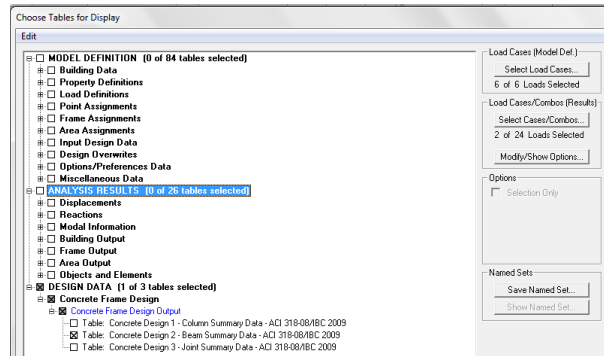 Choose Tables for Display
Edit
MODEL DEFINITION (0 of 84 tables selected)
Building Data
Property Definitions
Load Definitions
Point Assignments
Frame Assignments
Area Assignments
Input Design Data
Design Overwrites
Options/Preferences Data
Miscellaneous Data
ANALYSIS RESULTS (0 of 26 tables selected)
Displacements
Reactions
Modal Information
Building Output
Frame Output
Area Output
Objects and Elements
DESIGN DATA (1 of 3 tables selected)
Concrete Frame Design
Concrete Frame Design Output
Table: Concrete Design 1 - Column Summary Data - ACI 318-08/IBC 2009
Table: Concrete Design 2 - Beam Summary Data - ACI 318-08/IBC 2009
Table: Concrete Design 3 - Joint Summary Data - ACI 318-08/IBC 2009
Load Cases (Model Def.)
Select Load Cases...
6 of 6 Loads Selected
Load Cases/Combos (Results)
Select Cases/Combos...
2 of 24 Loads Selected
Modify/Show Options...
Options
Selection Only
Named Sets
Save Named Set...
Show Named Set...